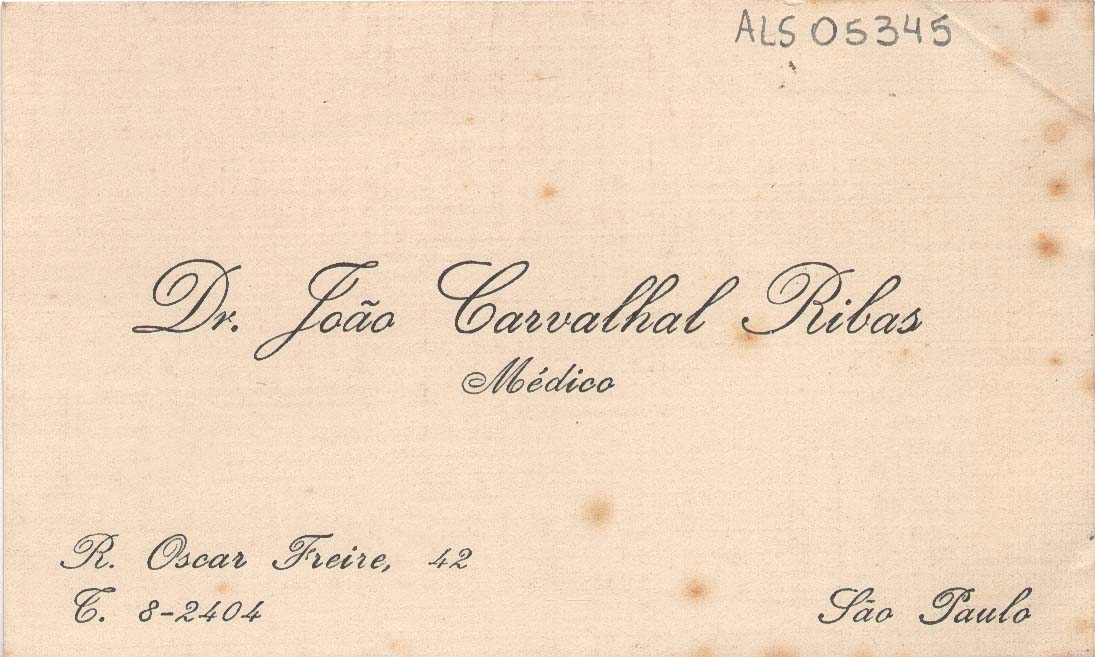 ALS 05345
Dr. João Carvalhal Ribas
Médico
R. Oscar Freire, 42
T. 8-2404
São Paulo